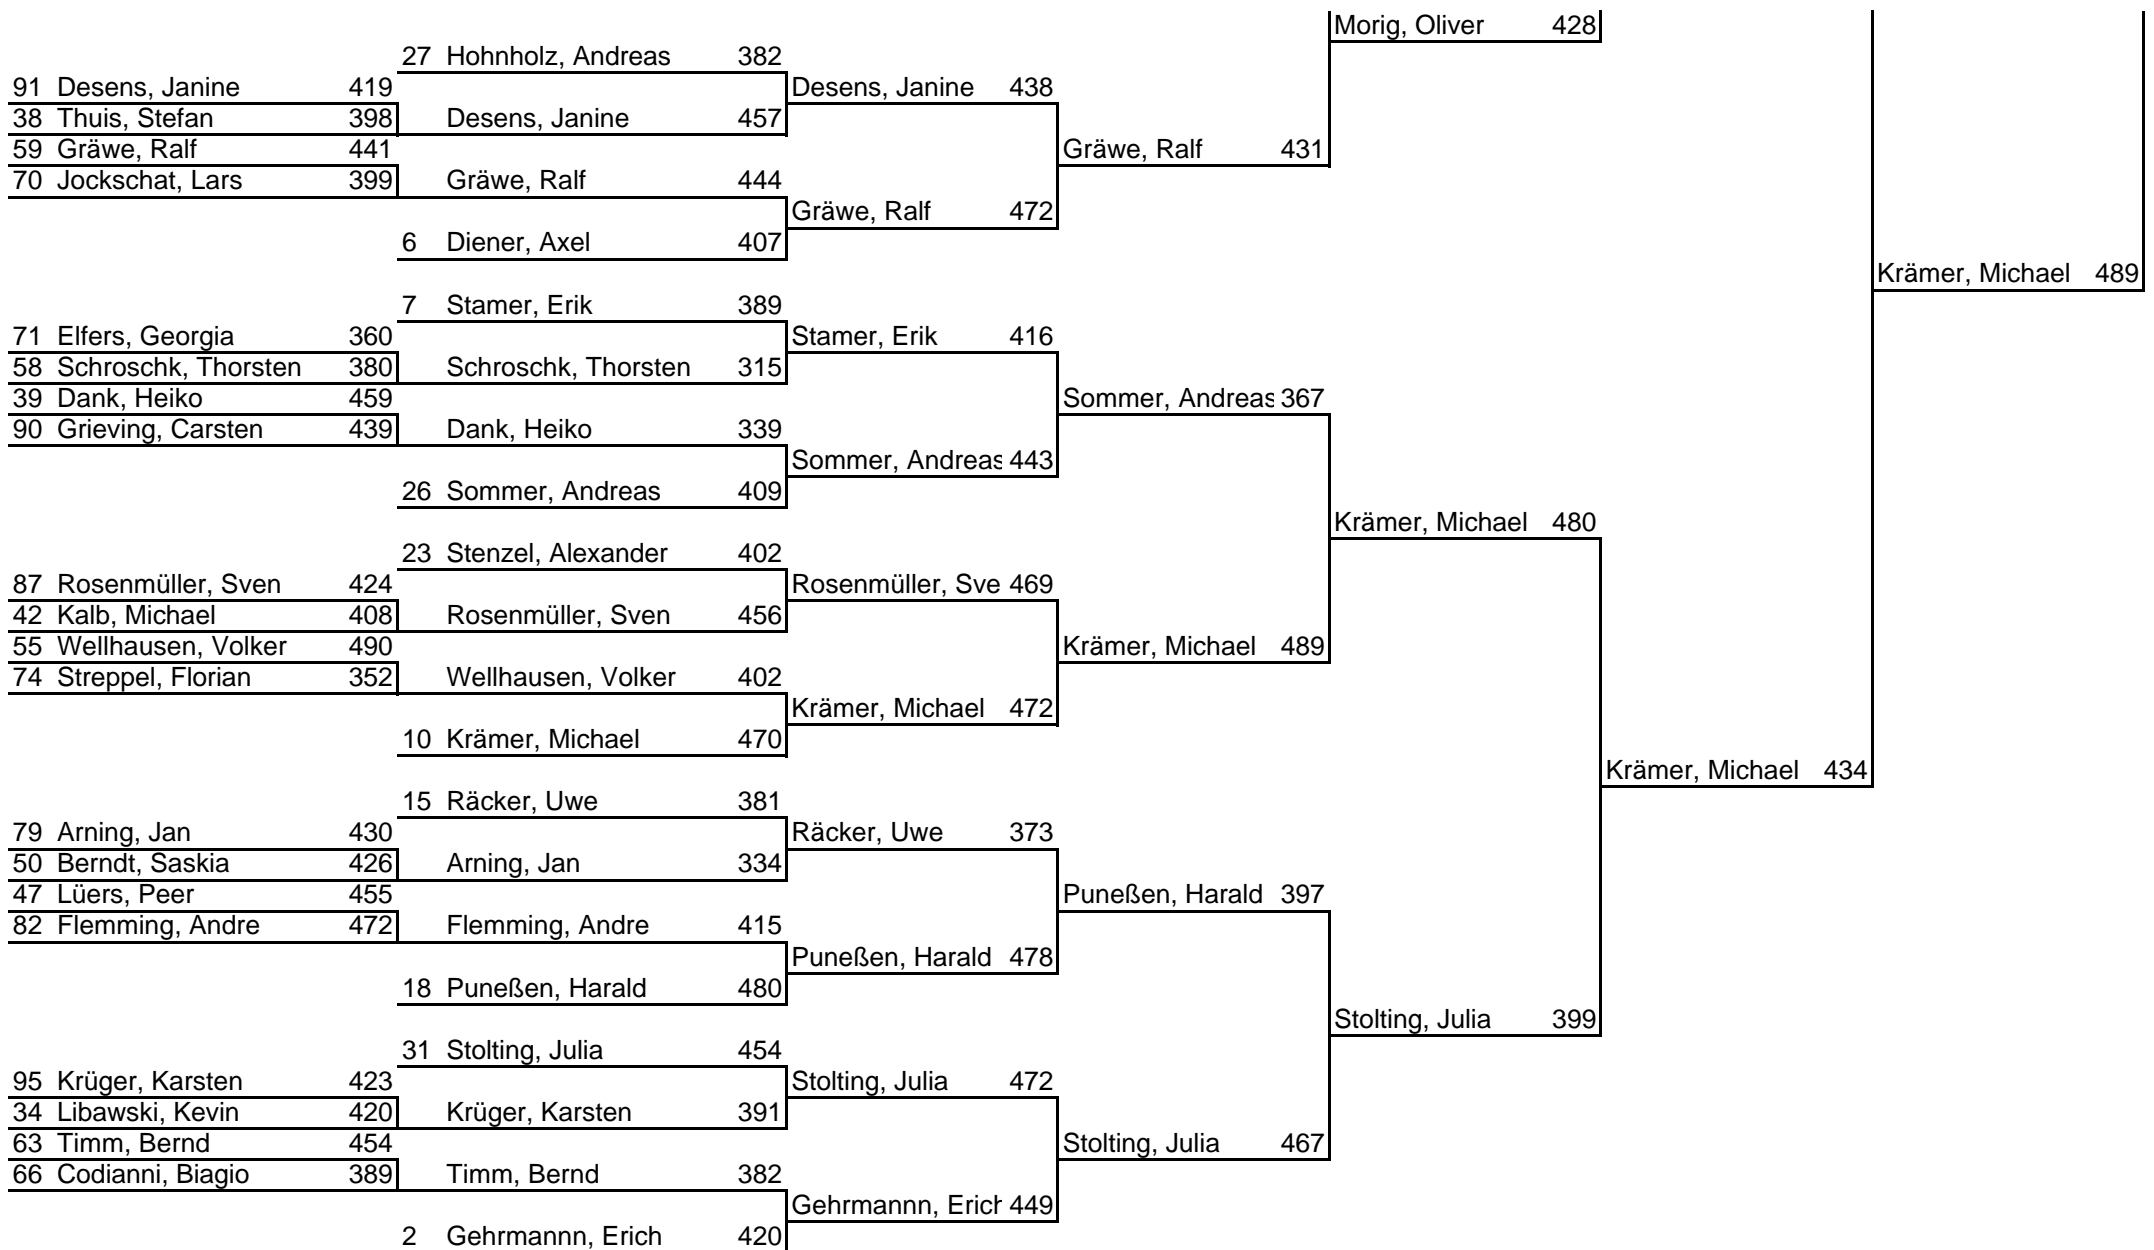 Morig, Oliver 428
27 Hohnholz, Andreas 382
91 Desens, Janine 419 Desens, Janine 438
38 Thuis, Stefan 398 Desens, Janine 457
59 Gräwe, Ralf 441 Gräwe, Ralf 431
70 Jockschat, Lars 399 Gräwe, Ralf 444
Gräwe, Ralf 472
6 Diener, Axel 407
Krämer, Michael 489
7 Stamer, Erik 389
71 Elfers, Georgia 360 Stamer, Erik 416
58 Schroschk, Thorsten 380 Schroschk, Thorsten 315
39 Dank, Heiko 459 Sommer, Andreas 367
90 Grieving, Carsten 439 Dank, Heiko 339
Sommer, Andreas 443
26 Sommer, Andreas 409
Krämer, Michael 480
23 Stenzel, Alexander 402
87 Rosenmüller, Sven 424 Rosenmüller, Sve 469
42 Kalb, Michael 408 Rosenmüller, Sven 456
55 Wellhausen, Volker 490 Krämer, Michael 489
74 Streppel, Florian 352 Wellhausen, Volker 402
Krämer, Michael 472
10 Krämer, Michael 470
Krämer, Michael 434
15 Räcker, Uwe 381
79 Arning, Jan 430 Räcker, Uwe 373
50 Berndt, Saskia 426 Arning, Jan 334
47 Lüers, Peer 455 Puneßen, Harald 397
82 Flemming, Andre 472 Flemming, Andre 415
Puneßen, Harald 478
18 Puneßen, Harald 480
Stolting, Julia 399
31 Stolting, Julia 454
95 Krüger, Karsten 423 Stolting, Julia 472
34 Libawski, Kevin 420 Krüger, Karsten 391
63 Timm, Bernd 454 Stolting, Julia 467
66 Codianni, Biagio 389 Timm, Bernd 382
Gehrmannn, Erich 449
2 Gehrmannn, Erich 420